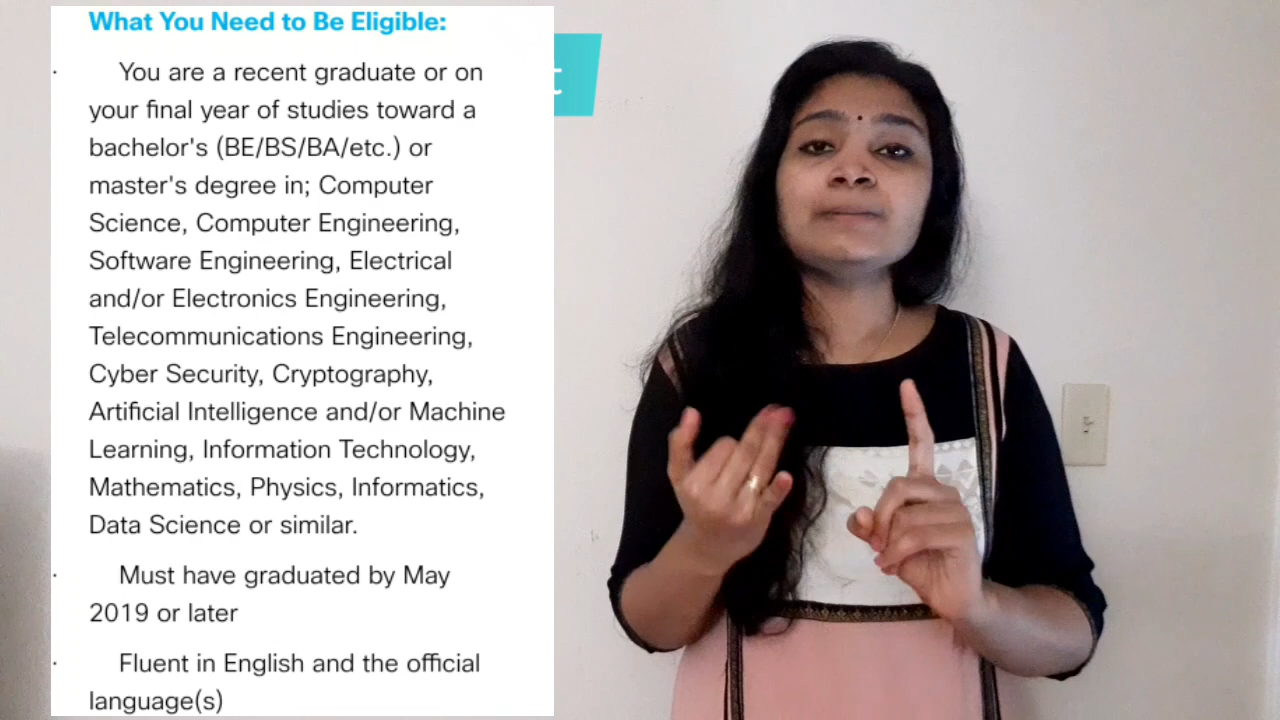 What You Need to Be Eligible:
· You are a recent graduate or on
your final year of studies toward a
bachelor's (BE/BS/BA/etc.) or
master's degree in; Computer
Science, Computer Engineering,
Software Engineering, Electrical
and/or Electronics Engineering,
Telecommunications Engineering,
Cyber Security, Cryptography,
Artificial Intelligence and/or Machine
Learning, Information Technology,
Mathematics, Physics, Informatics,
Data Science or similar.
· Must have graduated by May
2019 or later
· Fluent in English and the official
language(s)